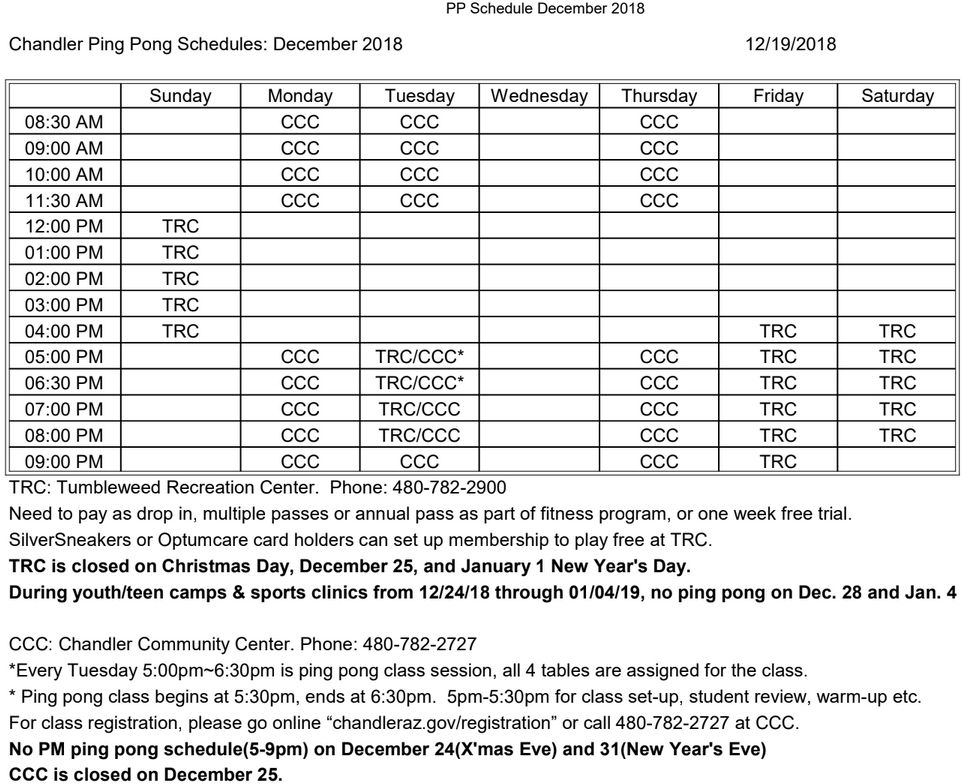 PP Schedule December 2018
Chandler Ping Pong Schedules: December 2018 12/19/2018
Sunday Monday Tuesday Wednesday Thursday Friday Saturday
08:30 AM CCC CCC CCC
09:00 AM CCC CCC CCC
10:00 AM CCC CCC CCC
11:30 AM CCC CCC CCC
12:00 PM TRC
01:00 PM TRC
02:00 PM TRC
03:00 PM TRC
04:00 PM TRC TRC TRC
05:00 PM CCC TRC/CCC* CCC TRC TRC
06:30 PM CCC TRC/CCC* CCC TRC TRC
07:00 PM CCC TRC/CCC CCC TRC TRC
08:00 PM CCC TRC/CCC CCC TRC TRC
09:00 PM CCC CCC CCC TRC
TRC: Tumbleweed Recreation Center. Phone: 480-782-2900
Need to pay as drop in, multiple passes or annual pass as part of fitness program, or one week free trial.
SilverSneakers or Optumcare card holders can set up membership to play free at TRC.
TRC is closed on Christmas Day, December 25, and January 1 New Year's Day.
During youth/teen camps & sports clinics from 12/24/18 through 01/04/19, no ping pong on Dec. 28 and Jan. 4
CCC: Chandler Community Center. Phone: 480-782-2727
*Every Tuesday 5:00pm~6:30pm is ping pong class session, all 4 tables are assigned for the class.
* Ping pong class begins at 5:30pm, ends at 6:30pm. 5pm-5:30pm for class set-up, student review, warm-up etc.
For class registration, please go online “chandleraz.gov/registration” or call 480-782-2727 at CCC.
No PM ping pong schedule(5-9pm) on December 24(X'mas Eve) and 31(New Year's Eve)
CCC is closed on December 25.